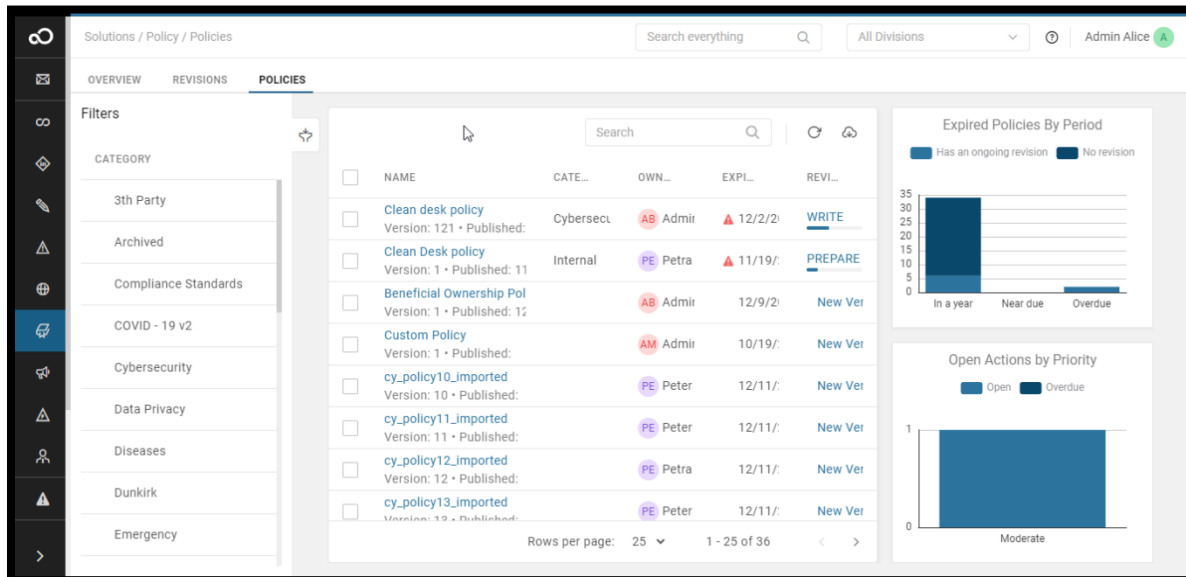 Solutions / Policy / Policies
Search everything
All Divisions
Admin Alice A
OVERVIEW REVISIONS POLICIES
Filters
CATEGORY
3th Party
Archived
Compliance Standards
COVID - 19 v2
Cybersecurity
Data Privacy
Diseases
Dunkirk
Emergency
Search
NAME CATE... OWN... EXPI... REVI...
Clean desk policy
Version: 121 • Published:
Cybersecu AB Admir 12/2/2 WRITE
Clean Desk policy
Version: 1 • Published: 11
Internal PE Petra 11/19/ PREPARE
Beneficial Ownership Pol
Version: 1 • Published: 12
AB Admir 12/9/2 New Ver
Custom Policy
Version: 1 • Published:
AM Admir 10/19/ New Ver
cy_policy10_imported
Version: 10 • Published:
PE Peter 12/11/ New Ver
cy_policy11_imported
Version: 11 • Published:
PE Peter 12/11/ New Ver
cy_policy12_imported
Version: 12 • Published:
PE Petra 12/11/ New Ver
cy_policy13_imported
Version: 13 • Published:
PE Peter 12/11/ New Ver
Rows per page: 25 1 - 25 of 36
Expired Policies By Period
Has an ongoing revision No revision
35
30
25
20
15
10
5
0
In a year Near due Overdue
Open Actions by Priority
Open Overdue
1
0
Moderate